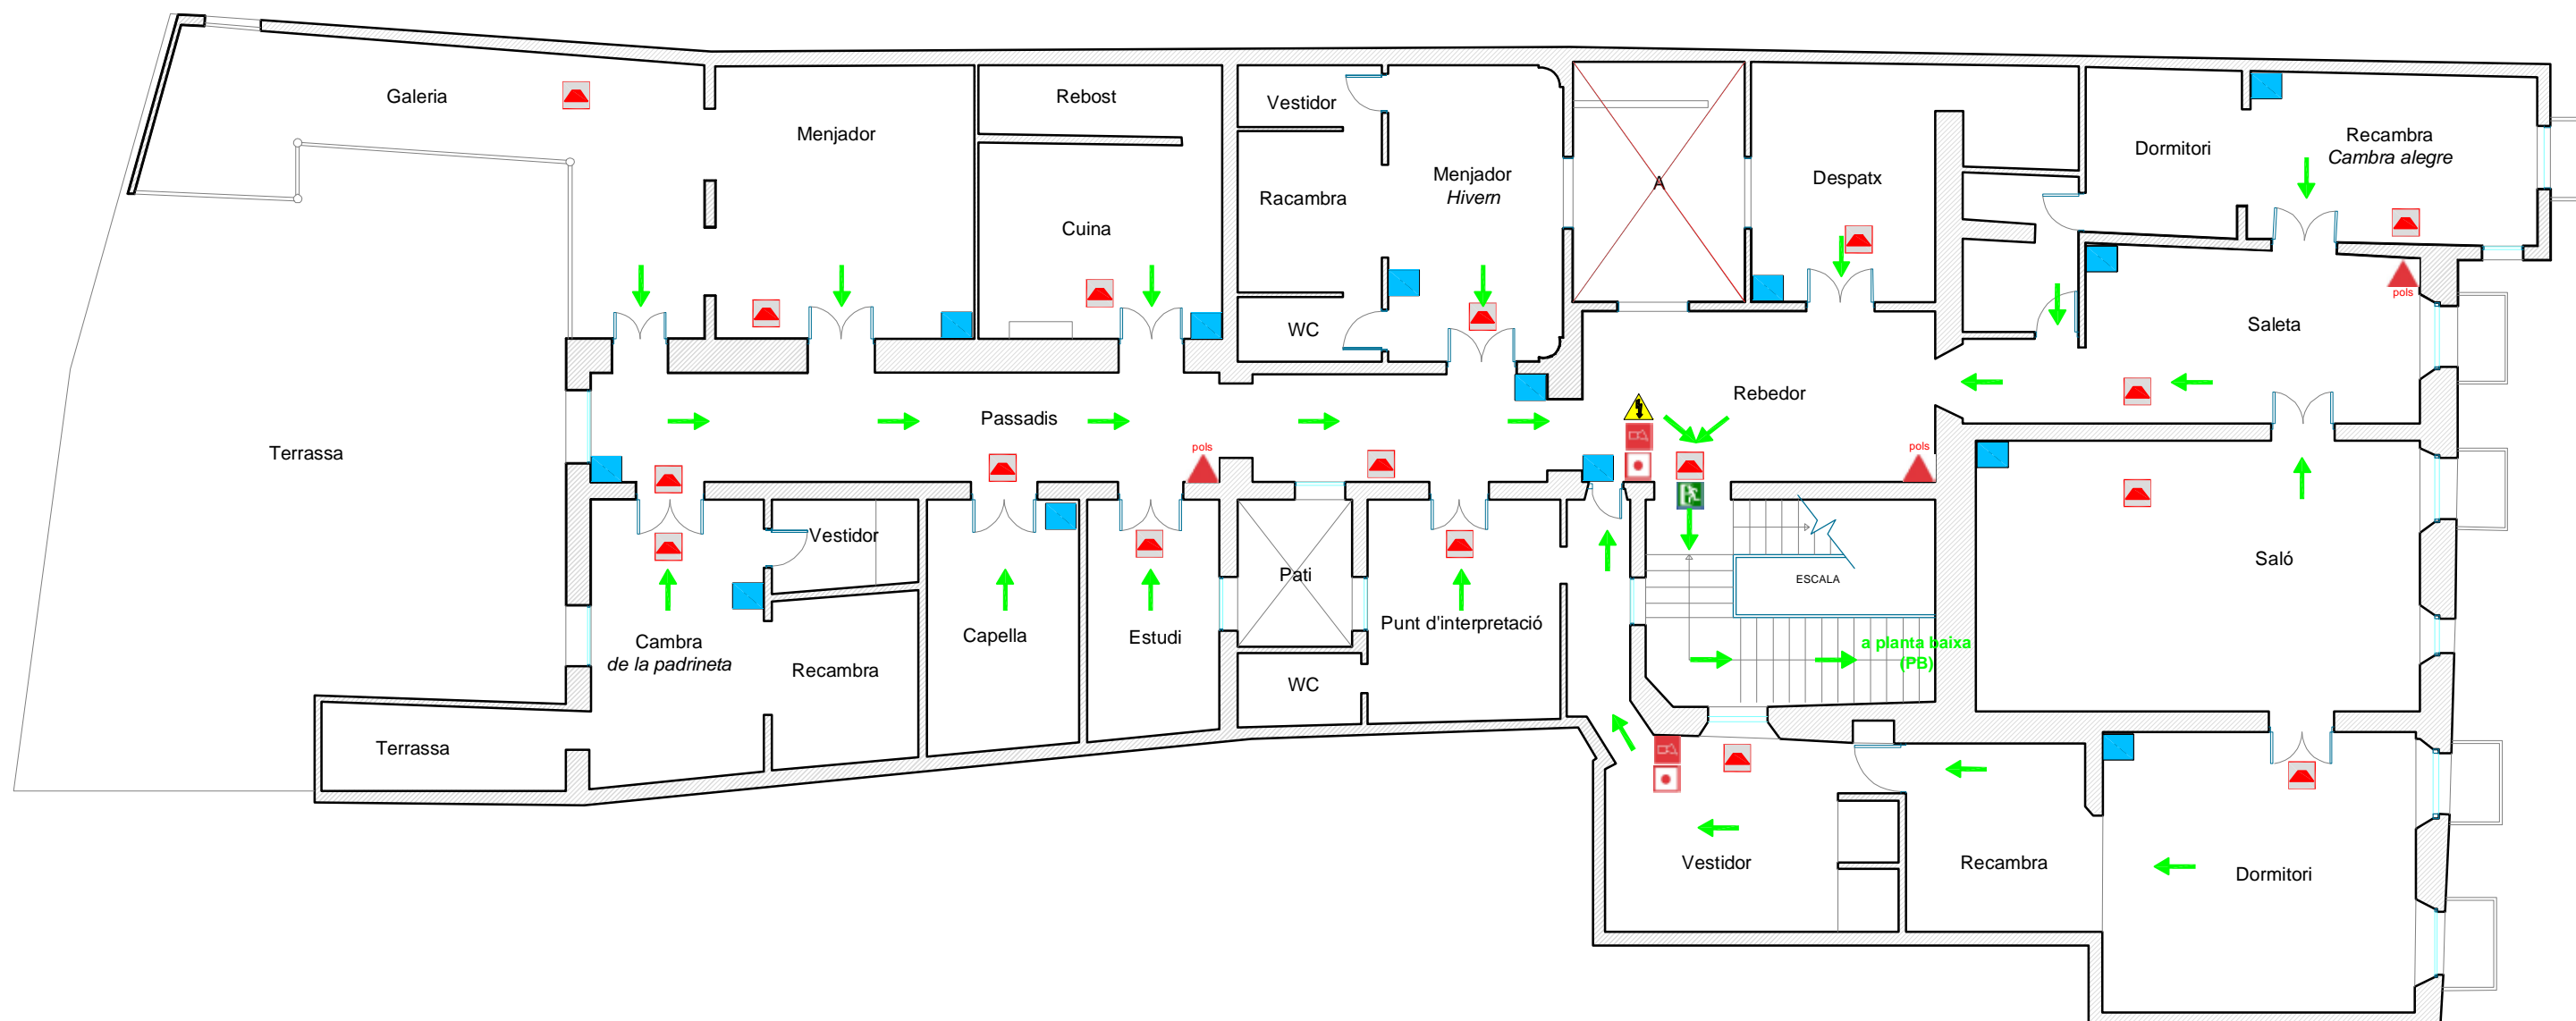 Galeria
Menjador
Rebost
Vestidor
Menjador
Hivern
A
Despatx
Dormitori
Recambra
Cambra alegre
Cuina
Racambra
WC
Saleta
pols
Terrassa
Passadis
pols
Rebedor
pols
Vestidor
Capella
Estudi
Pati
Punt d'interpretació
ESCALA
Saló
Cambra
de la padrineta
Recambra
WC
a planta baixa
(PB)
Terrassa
Vestidor
Recambra
Dormitori